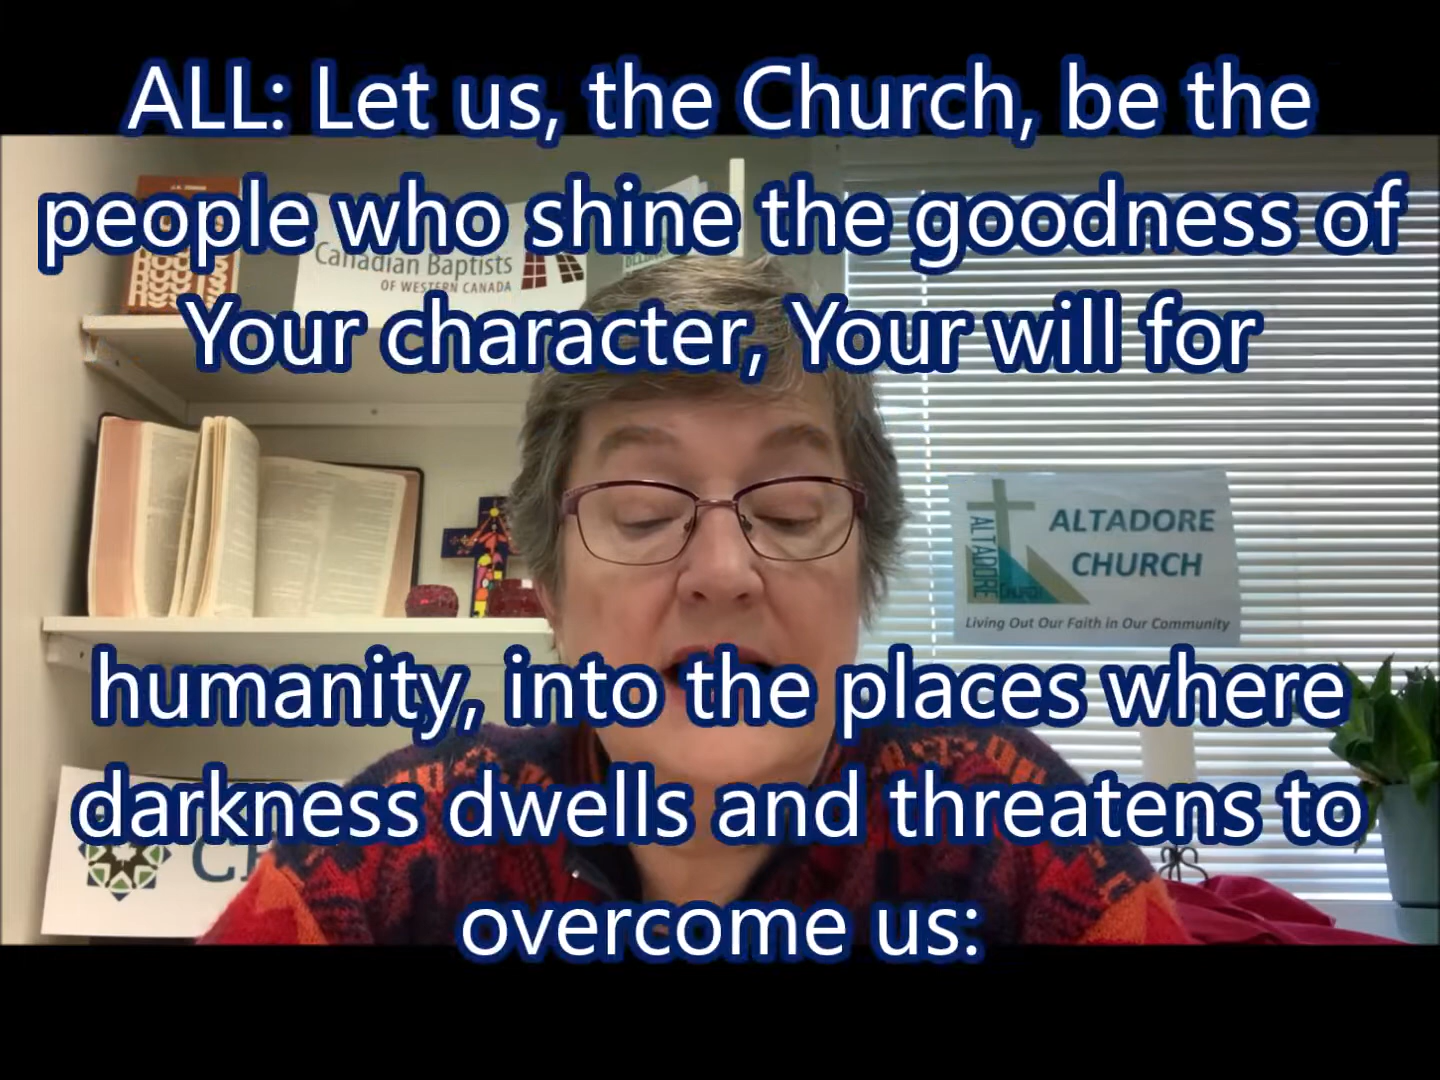 ALL: Let us, the Church, be the
people who shine the goodness of
Your character, Your will for
humanity, into the places where
darkness dwells and threatens to
overcome us:
Canadian Baptists
OF WESTERN CANADA
ALTADORE
ALTADORE
CHURCH
Living Out Our Faith in Our Community